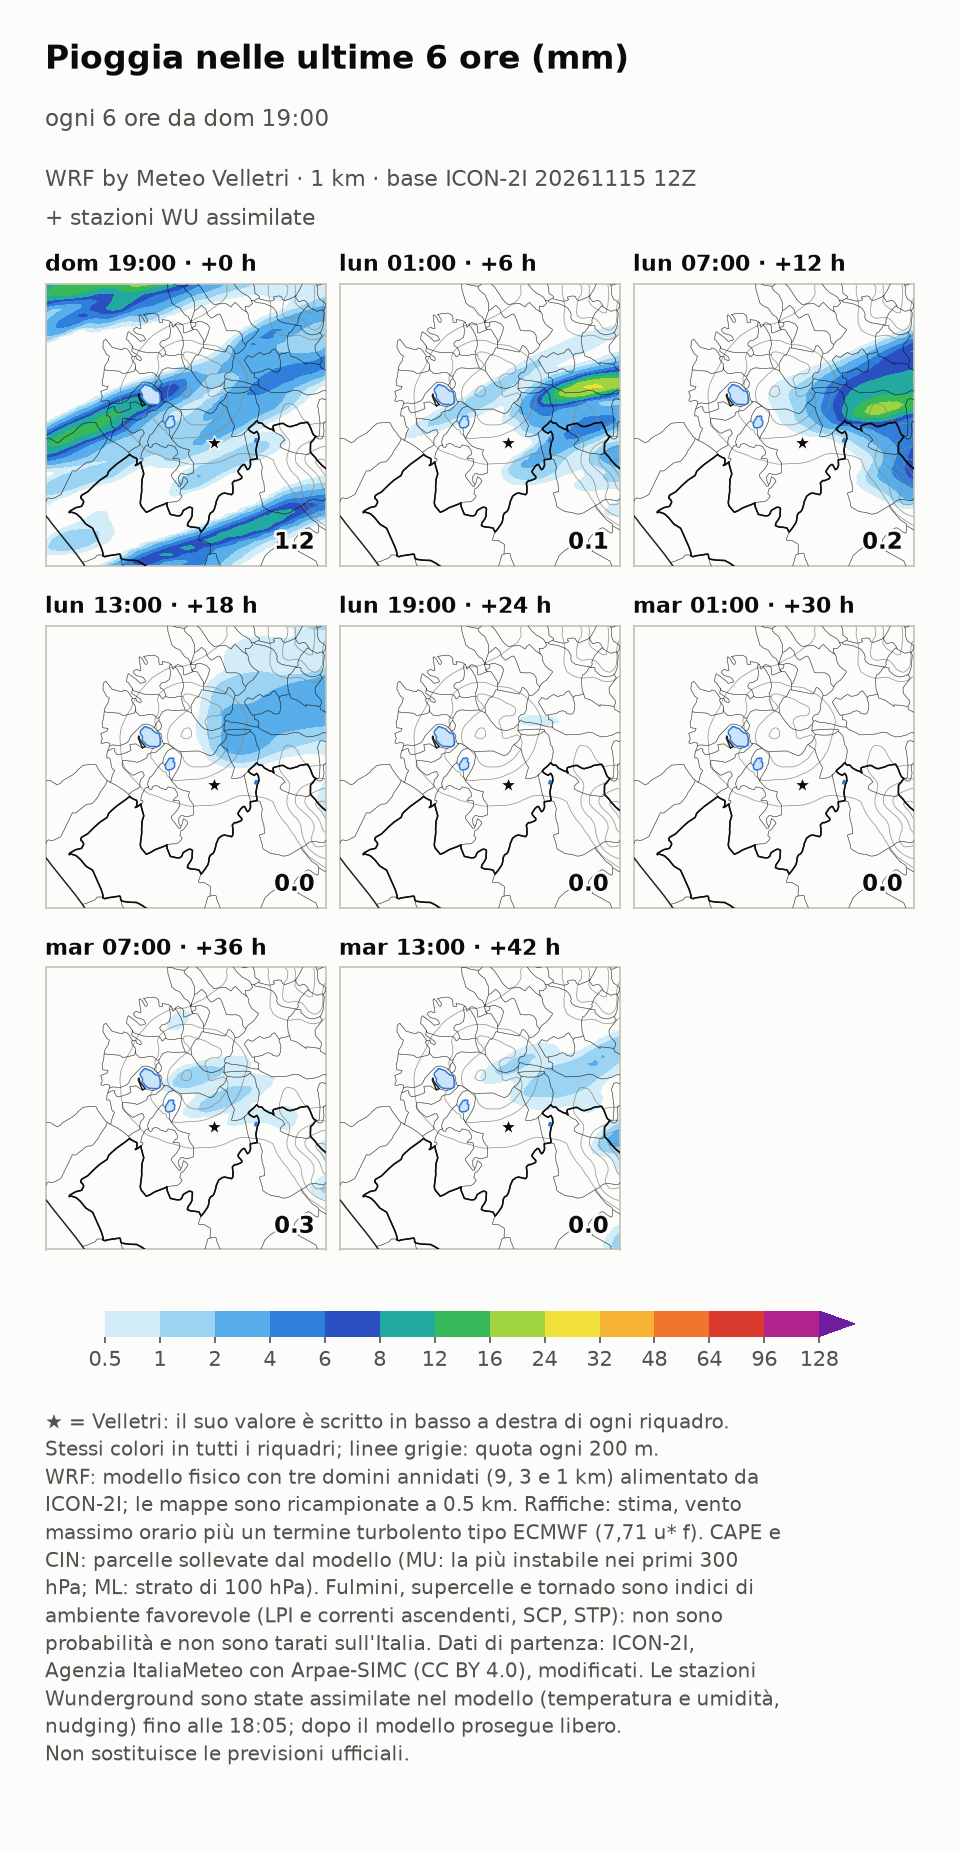 Pioggia nelle ultime 6 ore (mm)
ogni 6 ore da dom 19:00
WRF by Meteo Velletri · 1 km · base ICON-2I 20261115 12Z
+ stazioni WU assimilate
dom 19:00 · +0 h
lun 01:00 · +6 h
lun 07:00 · +12 h
1.2
0.1
0.2
lun 13:00 · +18 h
lun 19:00 · +24 h
mar 01:00 · +30 h
0.0
0.0
0.0
mar 07:00 · +36 h
mar 13:00 · +42 h
0.3
0.0
0.5 1 2 4 6 8 12 16 24 32 48 64 96 128
★ = Velletri: il suo valore è scritto in basso a destra di ogni riquadro.
Stessi colori in tutti i riquadri; linee grigie: quota ogni 200 m.
WRF: modello fisico con tre domini annidati (9, 3 e 1 km) alimentato da
ICON-2I; le mappe sono ricampionate a 0.5 km. Raffiche: stima, vento
massimo orario più un termine turbolento tipo ECMWF (7,71 u* f). CAPE e
CIN: parcelle sollevate dal modello (MU: la più instabile nei primi 300
hPa; ML: strato di 100 hPa). Fulmini, supercelle e tornado sono indici di
ambiente favorevole (LPI e correnti ascendenti, SCP, STP): non sono
probabilità e non sono tarati sull'Italia. Dati di partenza: ICON-2I,
Agenzia ItaliaMeteo con Arpae-SIMC (CC BY 4.0), modificati. Le stazioni
Wunderground sono state assimilate nel modello (temperatura e umidità,
nudging) fino alle 18:05; dopo il modello prosegue libero.
Non sostituisce le previsioni ufficiali.